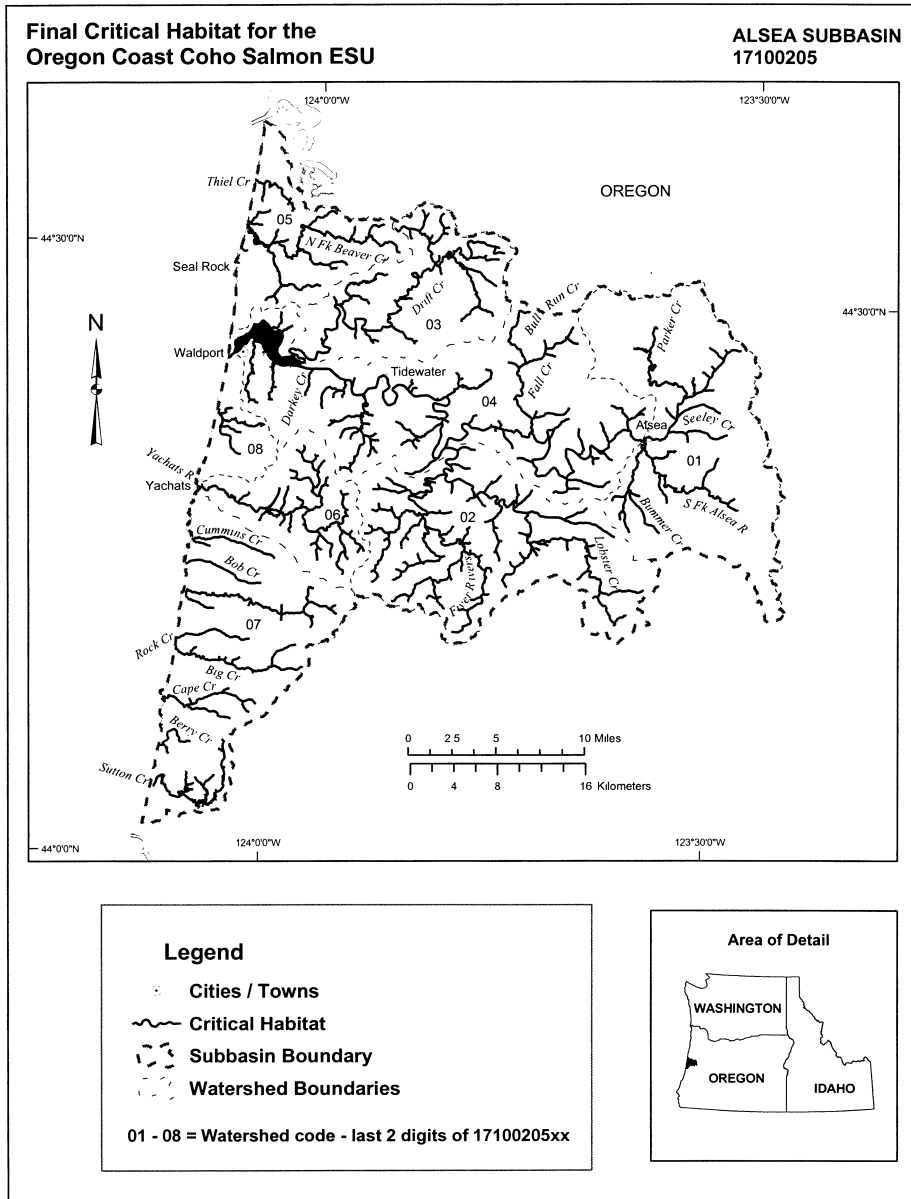 Final Critical Habitat for the
Oregon Coast Coho Salmon ESU
ALSEA SUBBASIN
17100205
124°0'0"W
123°30'0"W
Thiel Cr
OREGON
05
44°30'0"N
N Fk Beaver Cr
Seal Rock
Drift Cr
Bull Run Cr
03
Parker Cr
44°30'0"N
N
Waldport
Tidewater
Darkey Cr
Fall Cr
04
Alsea
Seeley Cr
08
01
Yachats R
Yachats
S Fk Alsea R
06
02
Bummer Cr
Cummins Cr
Lobster Cr
Bob Cr
Fiver Rivers
07
Rock Cr
Big Cr
Cape Cr
Berry Cr
0 2 5 5 10 Miles
Sutton Cr
0 4 8 16 Kilometers
44°0'0"N
124°0'0"W
123°30'0"W
Legend
Cities / Towns
Critical Habitat
Subbasin Boundary
Watershed Boundaries
01 - 08 = Watershed code - last 2 digits of 17100205xx
Area of Detail
WASHINGTON
OREGON
IDAHO